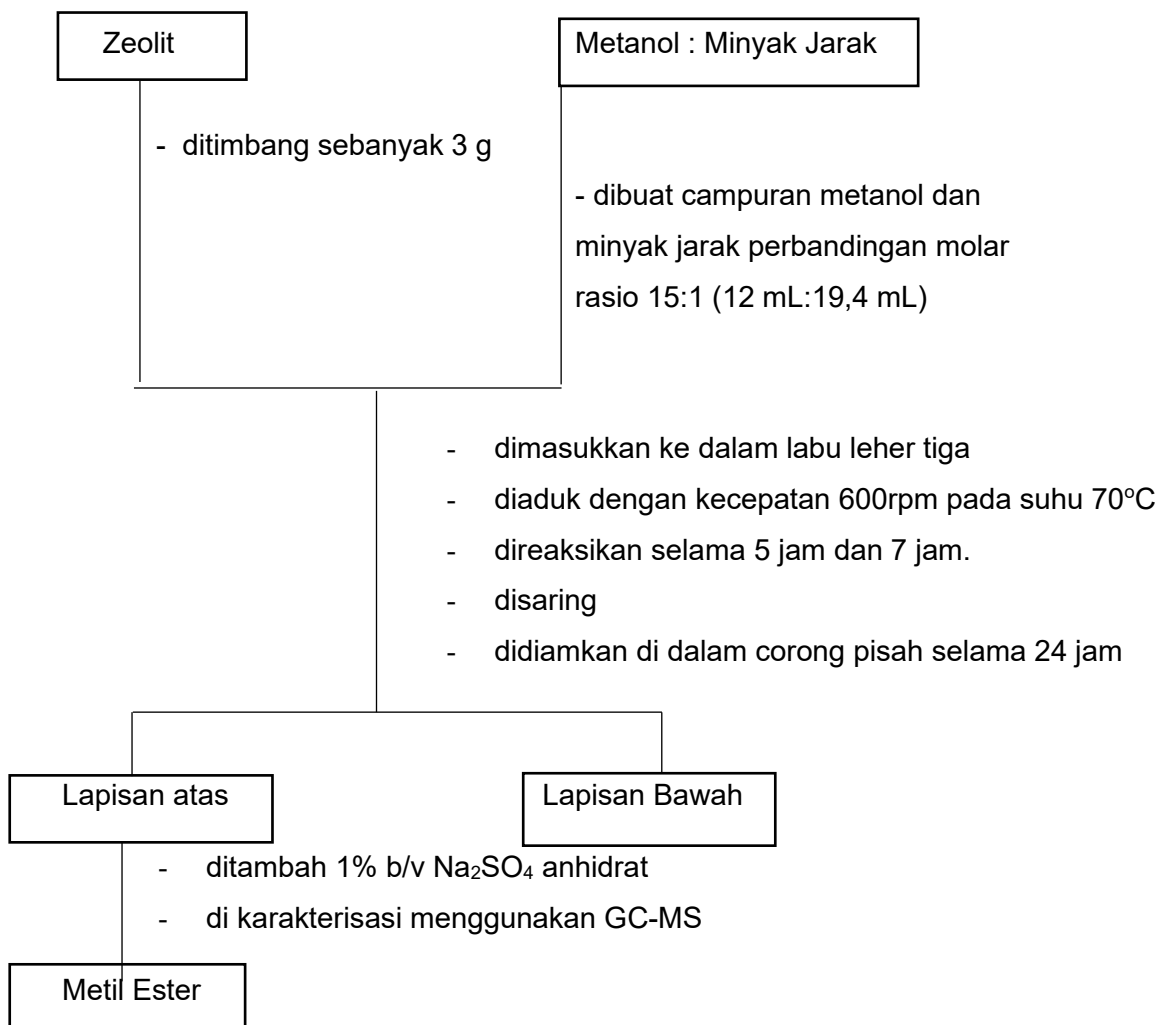 Zeolit
Metanol : Minyak Jarak
- ditimbang sebanyak 3 g
- dibuat campuran metanol dan
minyak jarak perbandingan molar
rasio 15:1 (12 mL:19,4 mL)
- dimasukkan ke dalam labu leher tiga
- diaduk dengan kecepatan 600rpm pada suhu 70°C
- direaksikan selama 5 jam dan 7 jam.
- disaring
- didiamkan di dalam corong pisah selama 24 jam
Lapisan atas
Lapisan Bawah
- ditambah 1% b/v Na₂SO₄ anhidrat
- di karakterisasi menggunakan GC-MS
Metil Ester